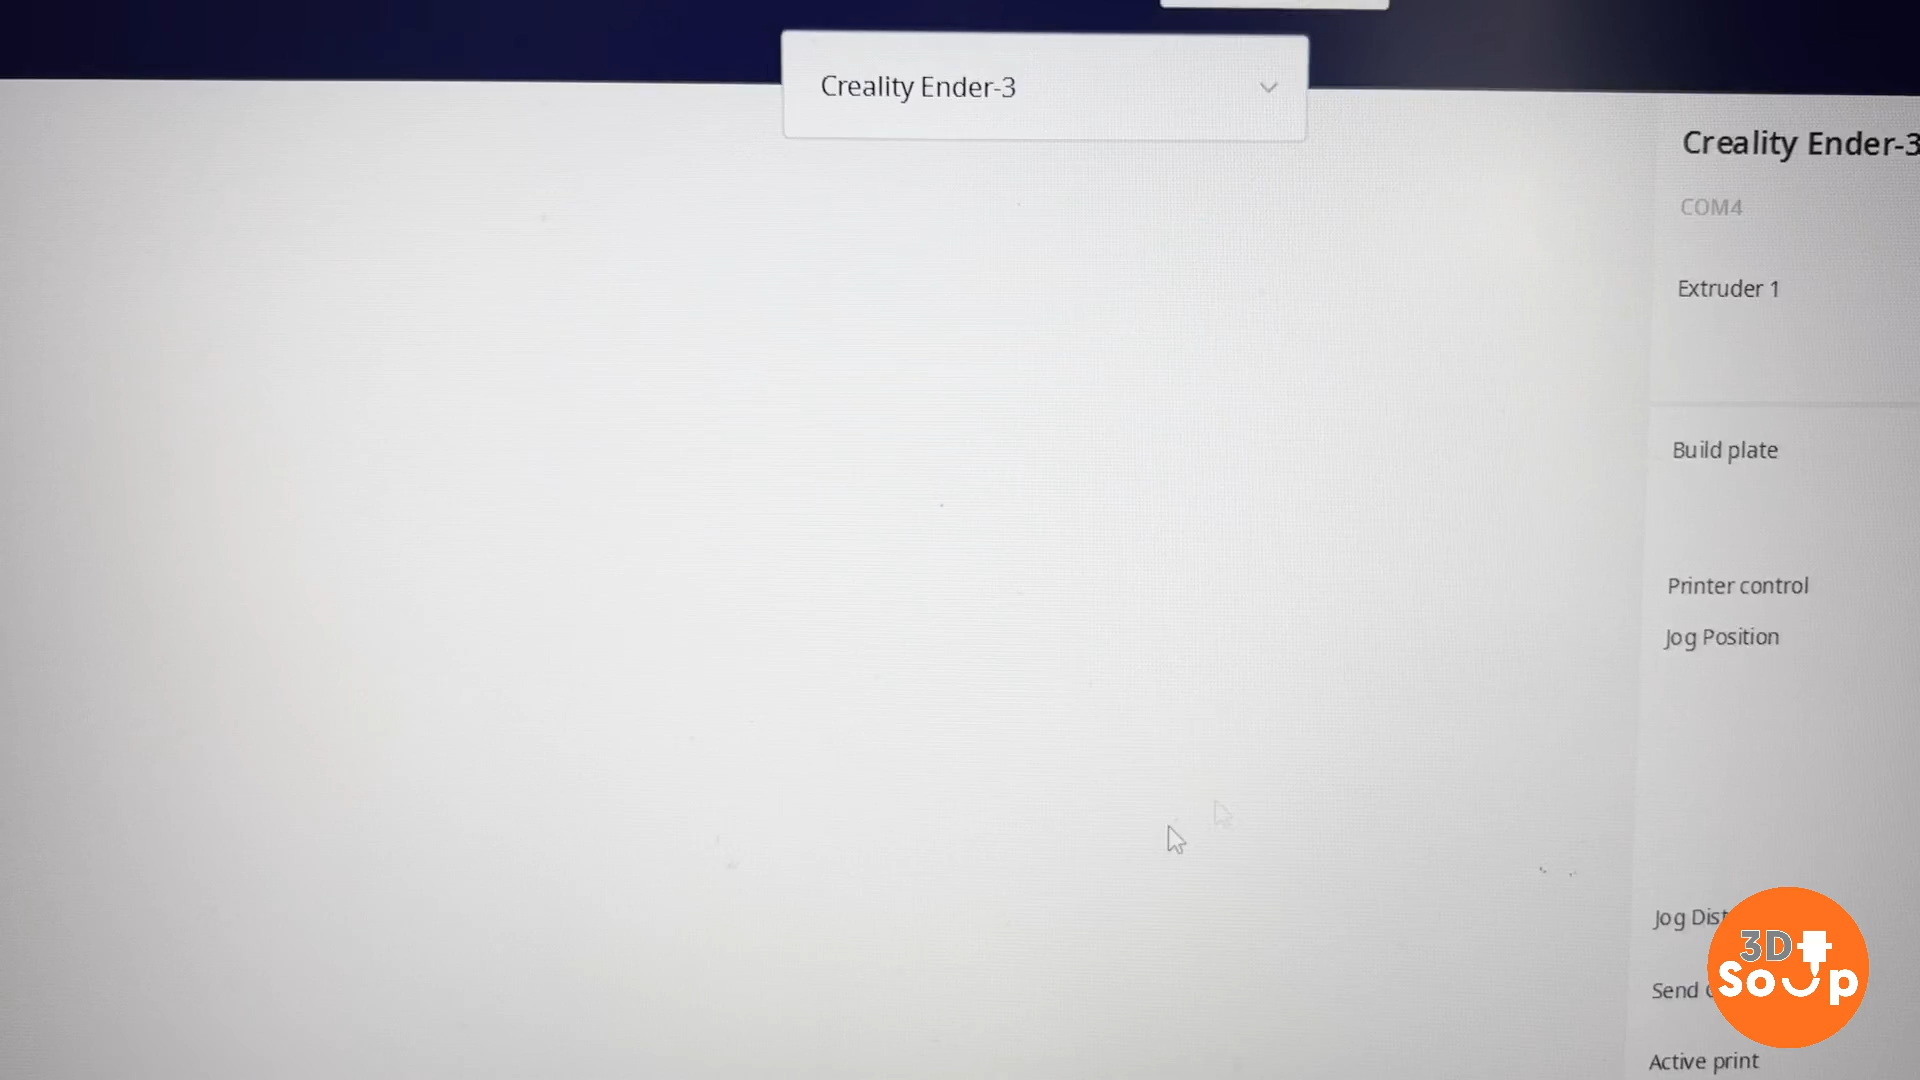 Creality Ender-3
Creality Ender-3
COM4
Extruder 1
Build plate
Printer control
Jog Position
Jog
Send
Active print
3D
Soup